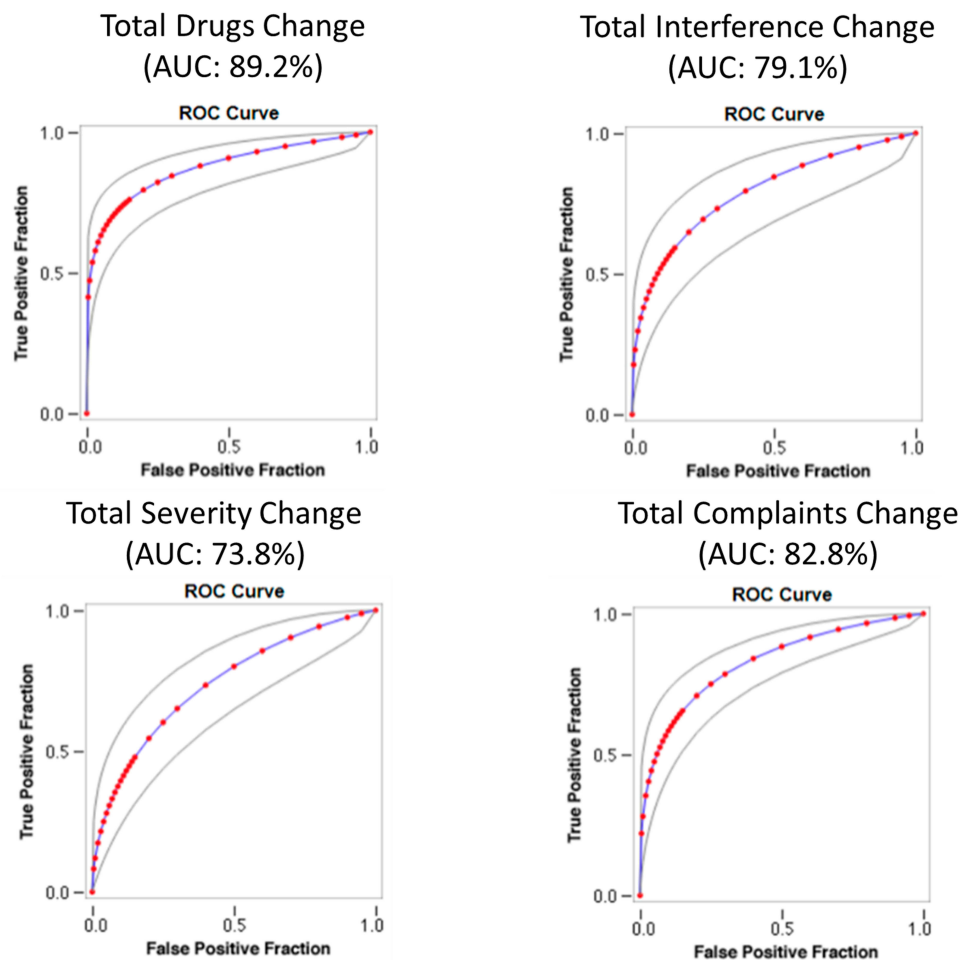 Total Drugs Change
(AUC: 89.2%)
ROC Curve
1.0
0.5
0.0
True Positive Fraction
0.0 0.5 1.0
False Positive Fraction
Total Interference Change
(AUC: 79.1%)
ROC Curve
1.0
0.5
0.0
True Positive Fraction
0.0 0.5 1.0
False Positive Fraction
Total Severity Change
(AUC: 73.8%)
ROC Curve
1.0
0.5
0.0
True Positive Fraction
0.0 0.5 1.0
False Positive Fraction
Total Complaints Change
(AUC: 82.8%)
ROC Curve
1.0
0.5
0.0
True Positive Fraction
0.0 0.5 1.0
False Positive Fraction